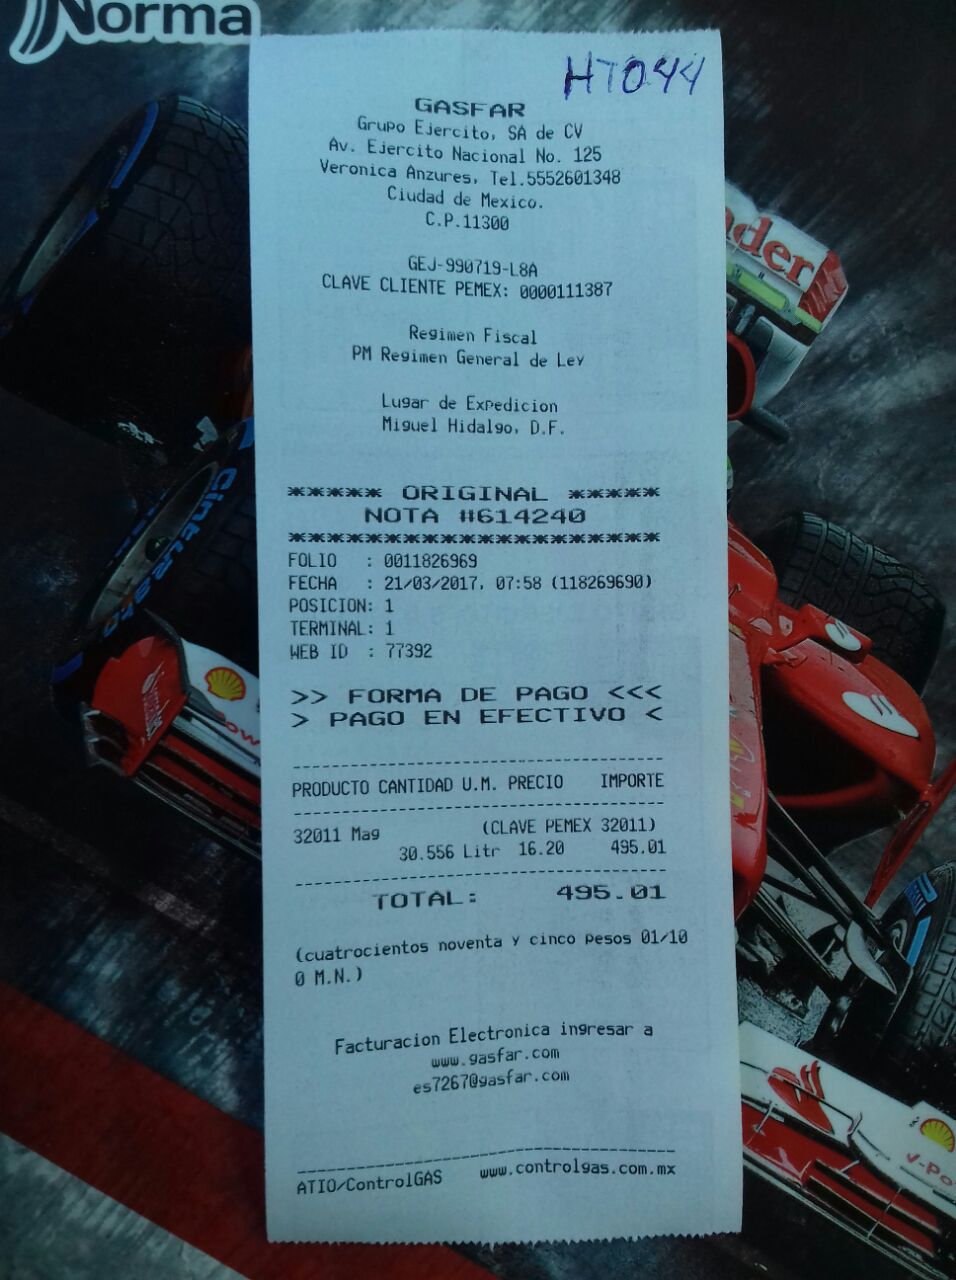 Norma
HT044
GASFAR
Grupo Ejercito, SA de CV
Av. Ejercito Nacional No. 125
Veronica Anzures, Tel.5552601348
Ciudad de Mexico.
C.P.11300
GEJ-990719-L8A
CLAVE CLIENTE PEMEX: 0000111387
Regimen Fiscal
PM Regimen General de Ley
Lugar de Expedicion
Miguel Hidalgo, D.F.
***** ORIGINAL *****
NOTA #614240
********************
FOLIO : 0011826969
FECHA : 21/03/2017, 07:58 (118269690)
POSICION: 1
TERMINAL: 1
WEB ID : 77392
>> FORMA DE PAGO <<<
> PAGO EN EFECTIVO <
PRODUCTO CANTIDAD U.M. PRECIO IMPORTE
32011 Mag (CLAVE PEMEX 32011)
30.556 Litr 16.20 495.01
TOTAL: 495.01
(cuatrocientos noventa y cinco pesos 01/10
0 M.N.)
Facturacion Electronica ingresar a
www.gasfar.com
es7267@gasfar.com
ATIO/ControlGAS www.controlgas.com.mx
nder
Cinturato
v-Po